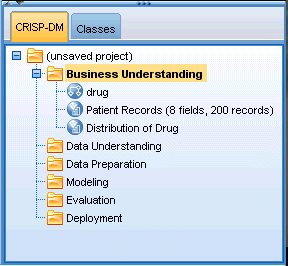 CRISP-DM Classes
(unsaved project)
Business Understanding
drug
Patient Records (8 fields, 200 records)
Distribution of Drug
Data Understanding
Data Preparation
Modeling
Evaluation
Deployment